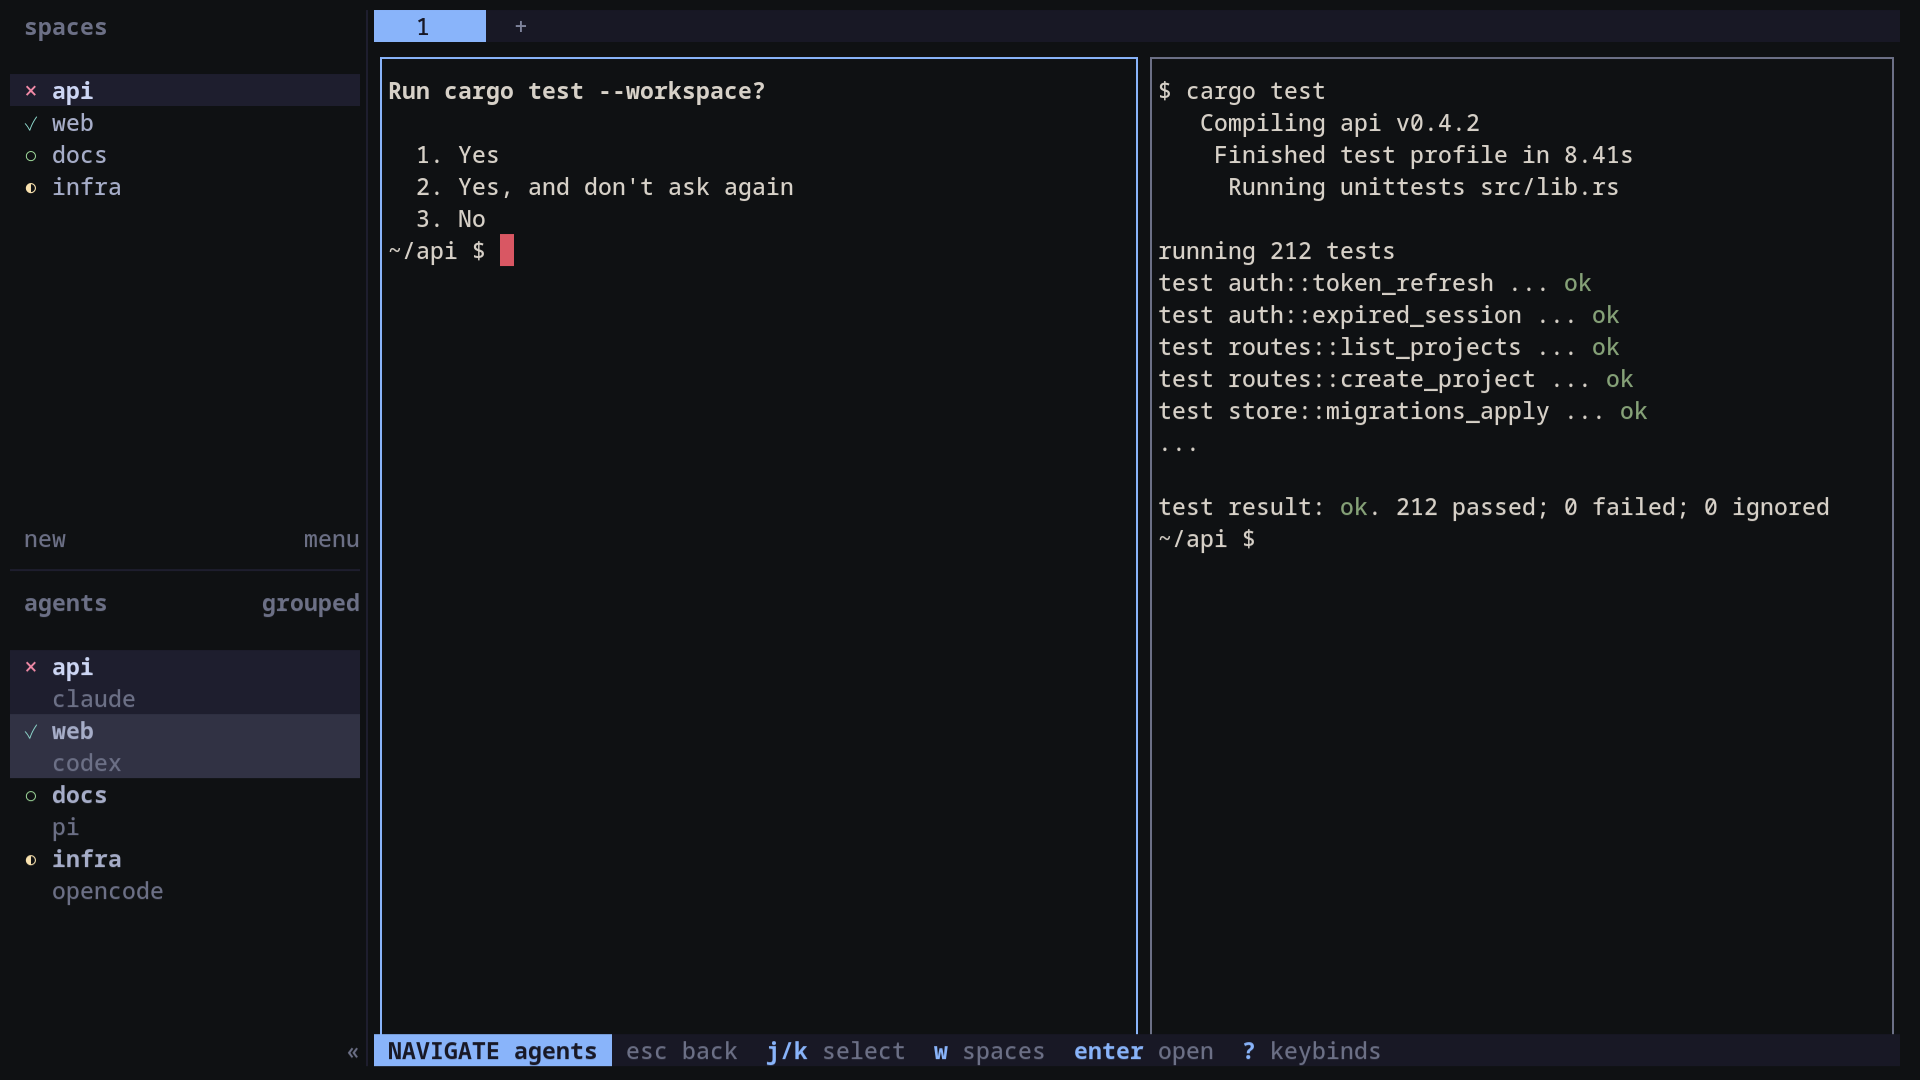 spaces
× api
✓ web
○ docs
◐ infra
new menu
agents grouped
× api
claude
✓ web
codex
○ docs
pi
◐ infra
opencode
«
1 +
Run cargo test --workspace?
1. Yes
2. Yes, and don't ask again
3. No
~/api $
$ cargo test
Compiling api v0.4.2
Finished test profile in 8.41s
Running unittests src/lib.rs
running 212 tests
test auth::token_refresh ... ok
test auth::expired_session ... ok
test routes::list_projects ... ok
test routes::create_project ... ok
test store::migrations_apply ... ok
...
test result: ok. 212 passed; 0 failed; 0 ignored
~/api $
NAVIGATE agents esc back j/k select w spaces enter open ? keybinds